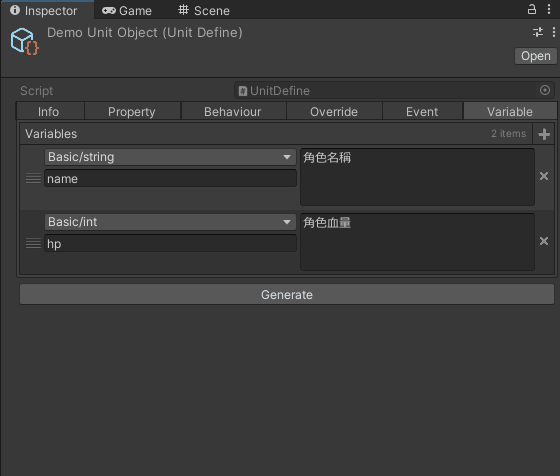 Inspector Game Scene
Demo Unit Object (Unit Define)
Open
Script UnitDefine
Info Property Behaviour Override Event Variable
Variables 2 items
Basic/string 角色名稱
name
Basic/int 角色血量
hp
Generate